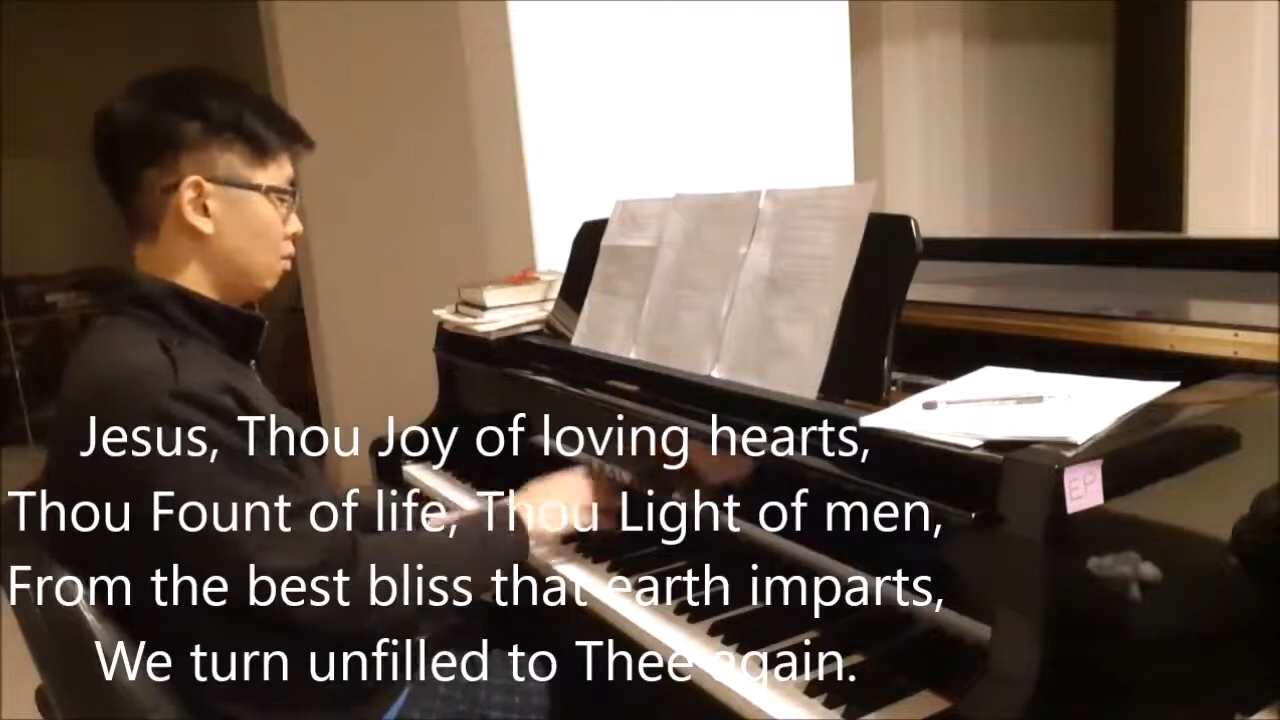 EP
Jesus, Thou Joy of loving hearts,
Thou Fount of life, Thou Light of men,
From the best bliss that earth imparts,
We turn unfilled to Thee again.